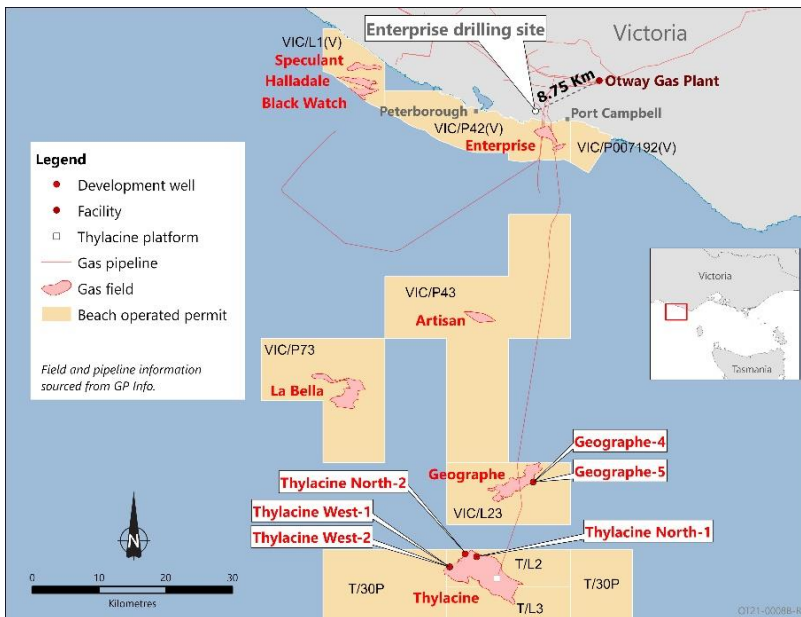 VIC/L1(V)
Speculant
Halladale
Black Watch
Enterprise drilling site
Victoria
8.75 Km
Otway Gas Plant
Peterborough
Port Campbell
VIC/P42(V)
Enterprise
VIC/P007192(V)
Legend
Development well
Facility
Thylacine platform
Gas pipeline
Gas field
Beach operated permit
Field and pipeline information
sourced from GP Info.
VIC/P43
Artisan
Victoria
Tasmania
VIC/P73
La Bella
Geographe-4
Geographe
Geographe-5
Thylacine North-2
VIC/L23
Thylacine West-1
Thylacine North-1
Thylacine West-2
N
0 10 20 30
Kilometres
T/30P
Thylacine
T/L2
T/30P
T/L3